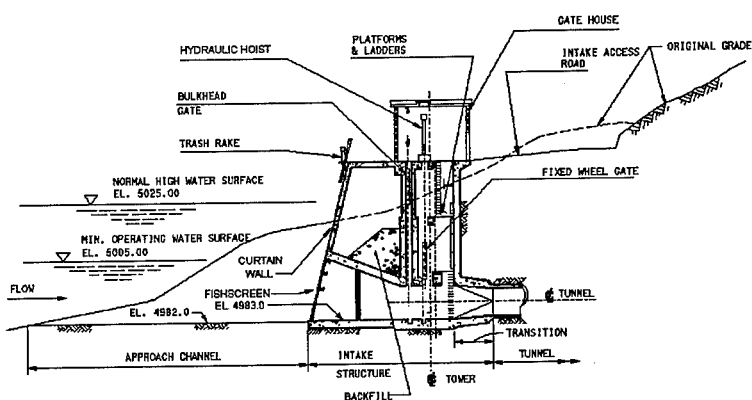 GATE HOUSE
PLATFORMS
& LADDERS
ORIGINAL GRADE
HYDRAULIC HOIST
INTAKE ACCESS
ROAD
BULKHEAD
GATE
TRASH RAKE
FIXED WHEEL GATE
NORMAL HIGH WATER SURFACE
EL. 5025.00
MIN. OPERATING WATER SURFACE
EL. 5005.00
CURTAIN
WALL
FLOW
FISHSCREEN
EL 4983.0
EL. 4982.0
TUNNEL
TRANSITION
APPROACH CHANNEL
INTAKE
STRUCTURE
TUNNEL
TOWER
BACKFILL